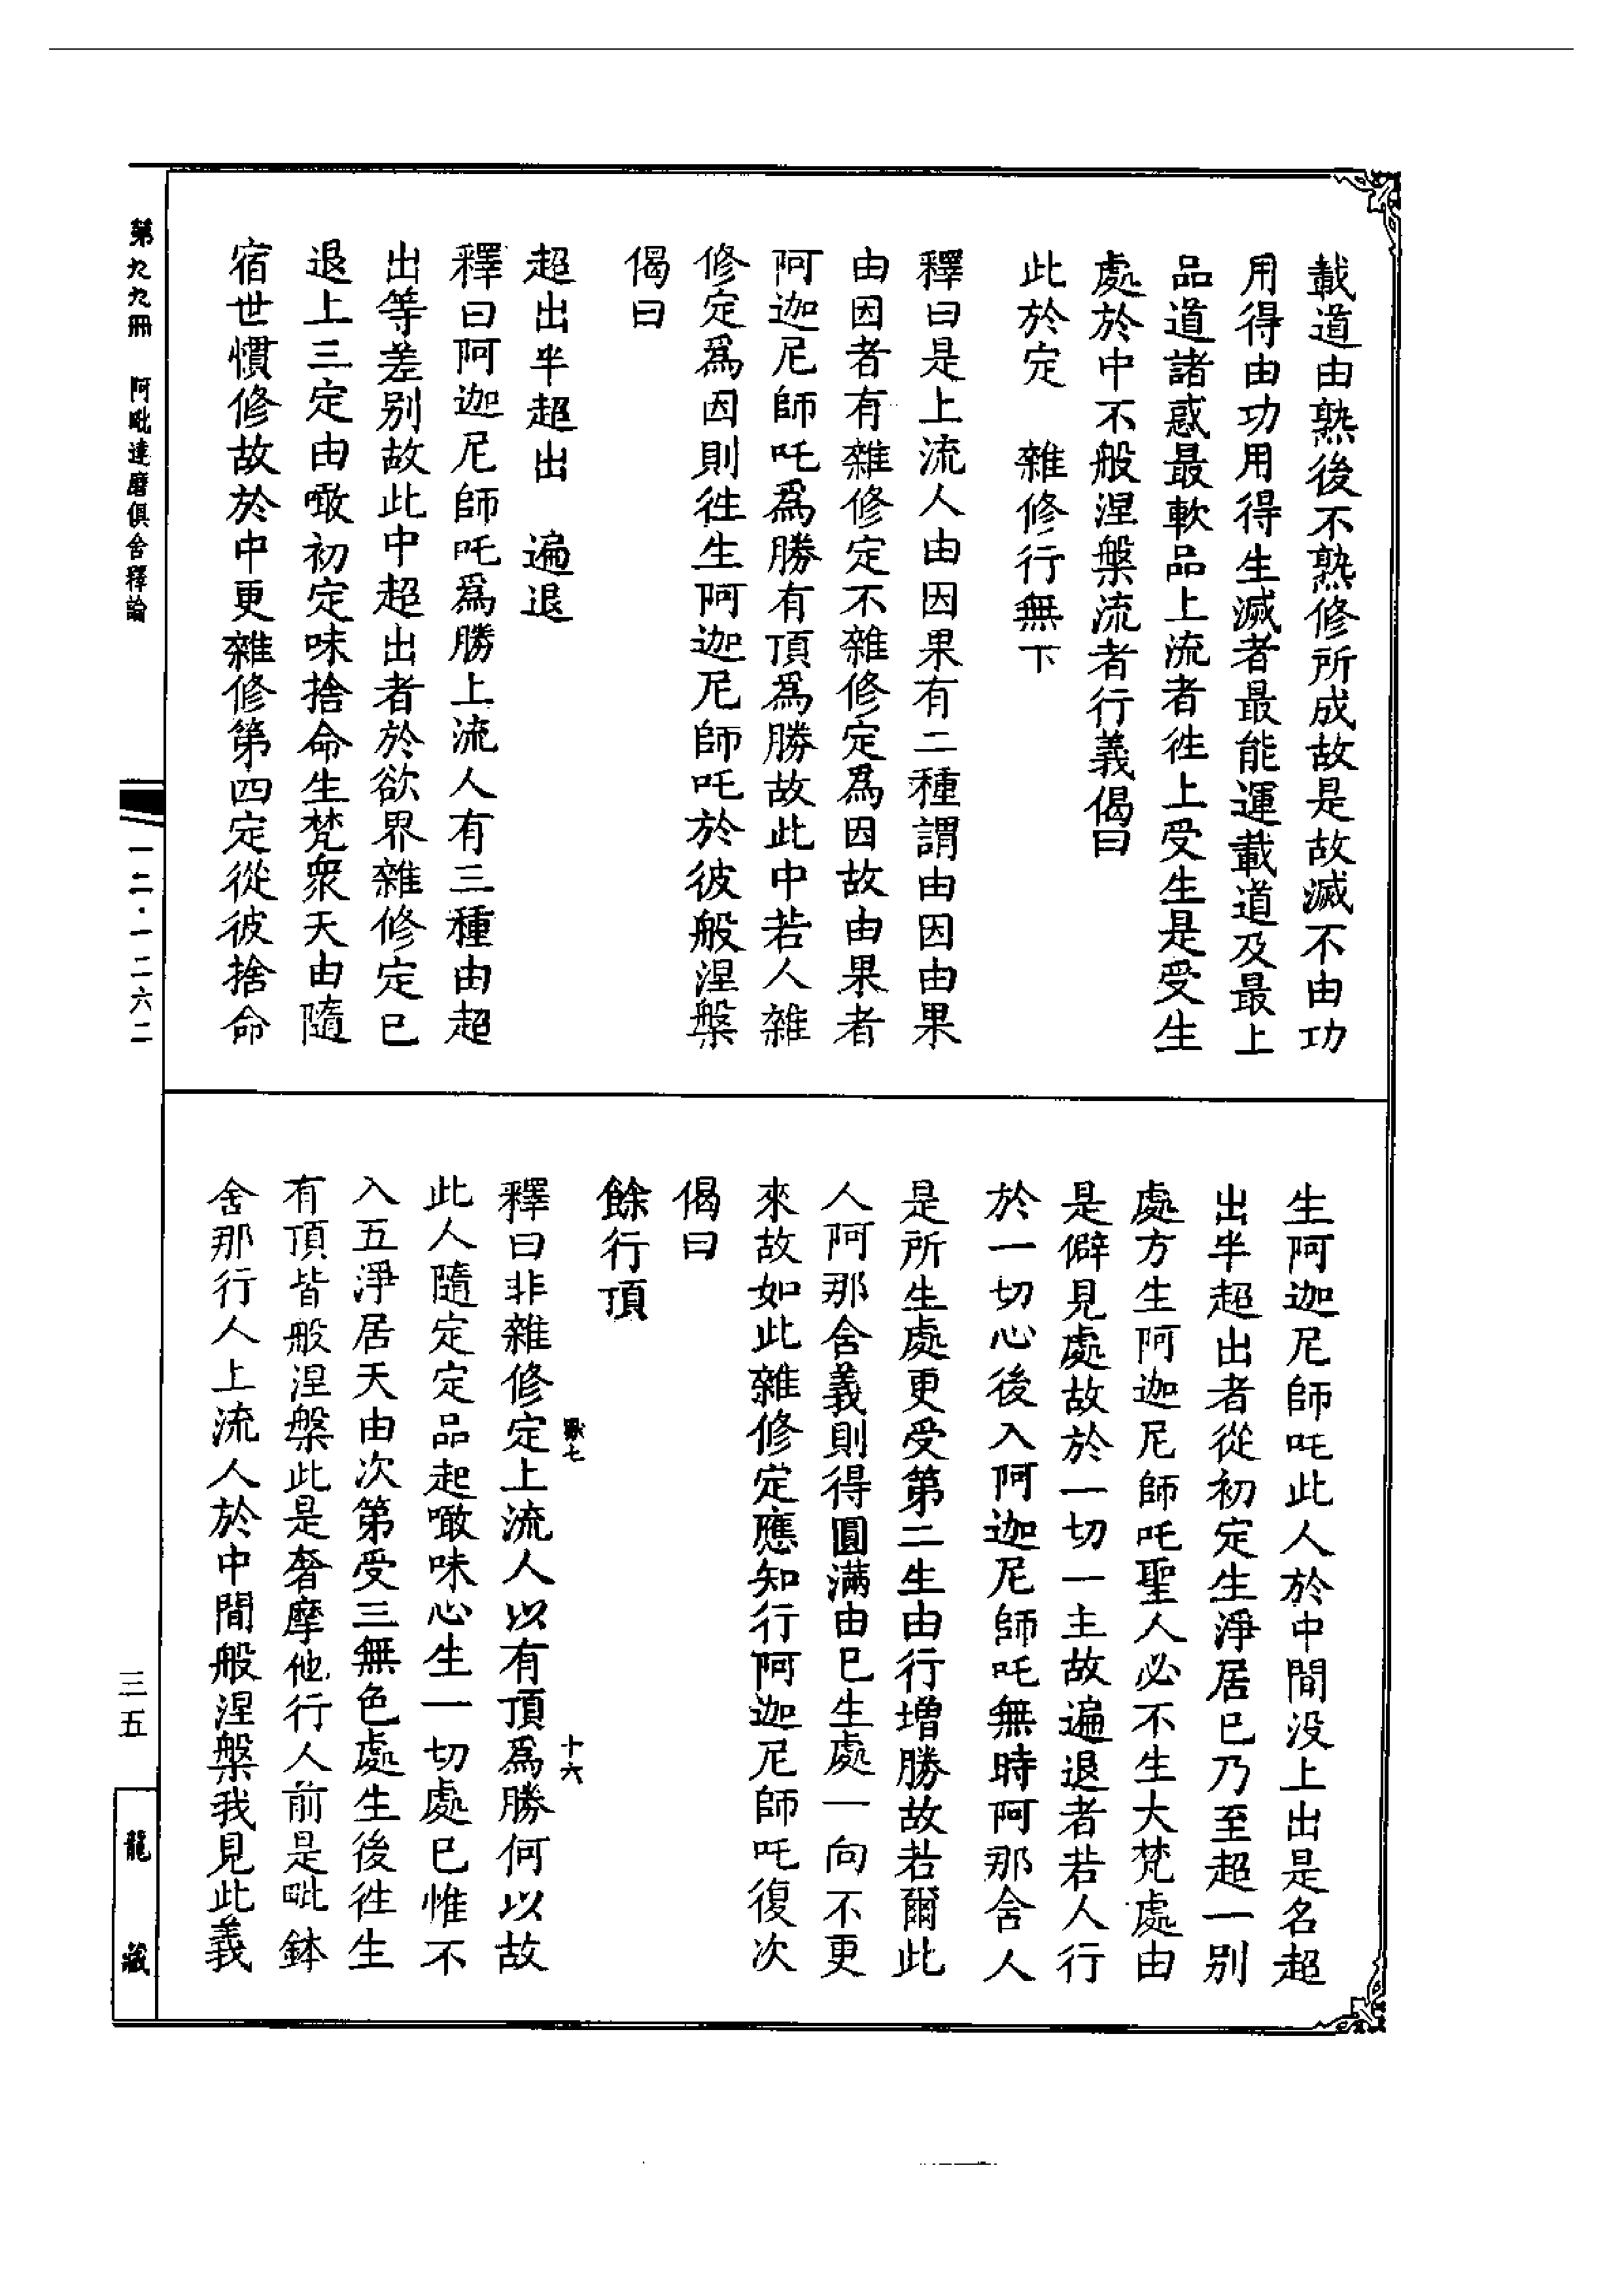 載道由熟後不熟修所成故是故滅不由功
用得由功用得生滅者最能運載道及最上
品道諸惑最軟品上流者徃上受生是受生
處於中不般涅槃流者行義偈曰
此於定　雜修行無下
釋曰是上流人由因果有二種謂由因由果
由因者有雜修定不雜修定爲因故由果者
阿迦尼師吒爲勝有頂爲勝故此中若人雜
修定爲因則徃生阿迦尼師吒於彼般涅槃
偈曰
超出半超出　遍退
釋曰阿迦尼師吒爲勝上流人有三種由超
出等差别故此中超出者於欲界雜修定已
退上三定由噉初定味捨命生梵衆天由隨
宿世慣修故於中更雜修第四定從彼捨命
生阿迦尼師吒此人於中間没上出是名超
出半超出者從初定生淨居已乃至超一别
處方生阿迦尼師吒聖人必不生大梵處由
是僻見處故於一切一主故遍退者若人行
於一切心後入阿迦尼師吒無時阿那含人
是所生處更受第二生由行增勝故若爾此
人阿那含義則得圓滿由已生處一向不更
來故如此雜修定應知行阿迦尼師吒復次
偈曰
餘行頂
釋曰非雜修定上流人以有頂爲勝何以故
此人隨定定品起噉味心生一切處已惟不
入五淨居天由次第受三無色處生後徃生
有頂皆般涅槃此是奢摩他行人前是毗鉢
舍那行人上流人於中間般涅槃我見此義
七
十六
第九九冊　阿毗達磨俱舍釋論
一二·一二六二
三五
龍藏